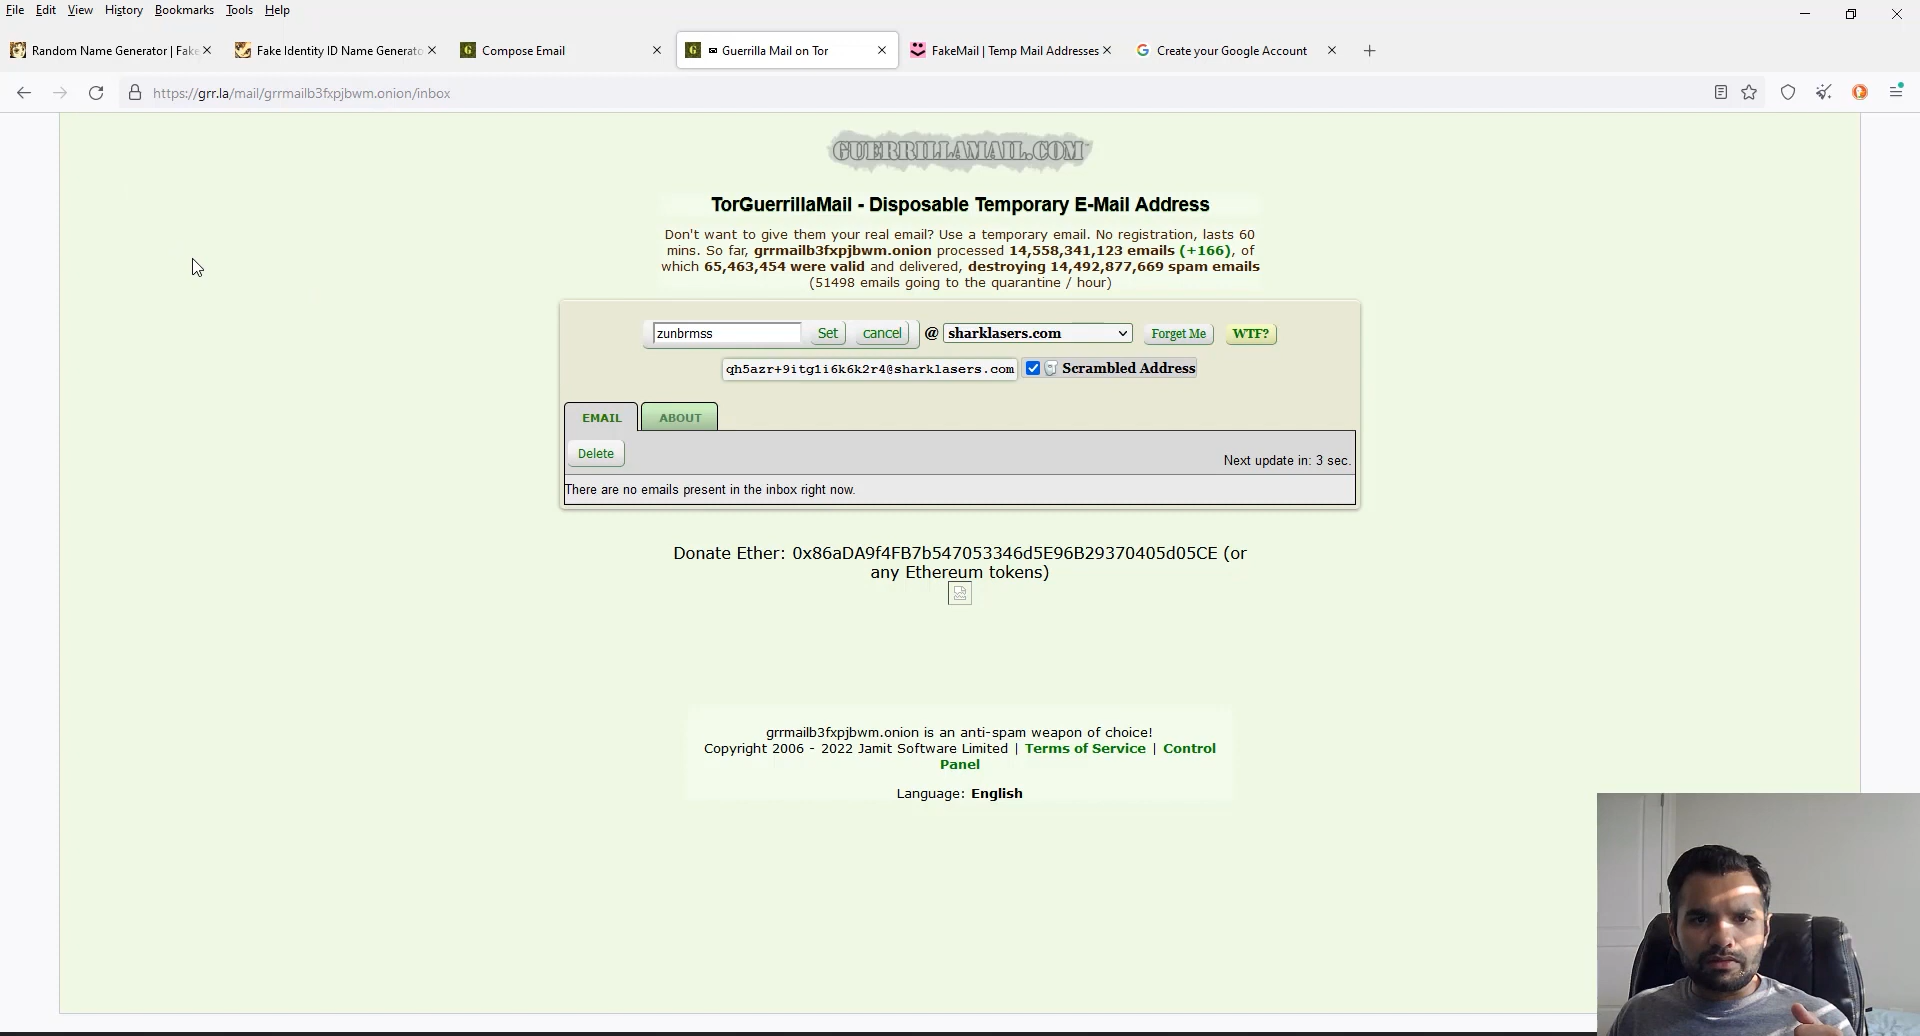 File Edit View History Bookmarks Tools Help
Random Name Generator | Fake
Fake Identity ID Name Generato
Compose Email
Guerrilla Mail on Tor
FakeMail | Temp Mail Addresses
Create your Google Account
https://grr.la/mail/grrmailb3fxpjbwm.onion/inbox
GUERRILLAMAIL.COM
TorGuerrillaMail - Disposable Temporary E-Mail Address
Don't want to give them your real email? Use a temporary email. No registration, lasts 60
mins. So far, grrmailb3fxpjbwm.onion processed 14,558,341,123 emails (+166), of
which 65,463,454 were valid and delivered, destroying 14,492,877,669 spam emails
(51498 emails going to the quarantine / hour)
zunbrmss Set cancel @ sharklasers.com Forget Me WTF?
qh5azr+9itg1i6k6k2r4@sharklasers.com Scrambled Address
EMAIL ABOUT
Delete
Next update in: 3 sec.
There are no emails present in the inbox right now.
Donate Ether: 0x86aDA9f4FB7b547053346d5E96B29370405d05CE (or
any Ethereum tokens)
grrmailb3fxpjbwm.onion is an anti-spam weapon of choice!
Copyright 2006 - 2022 Jamit Software Limited | Terms of Service | Control
Panel
Language: English